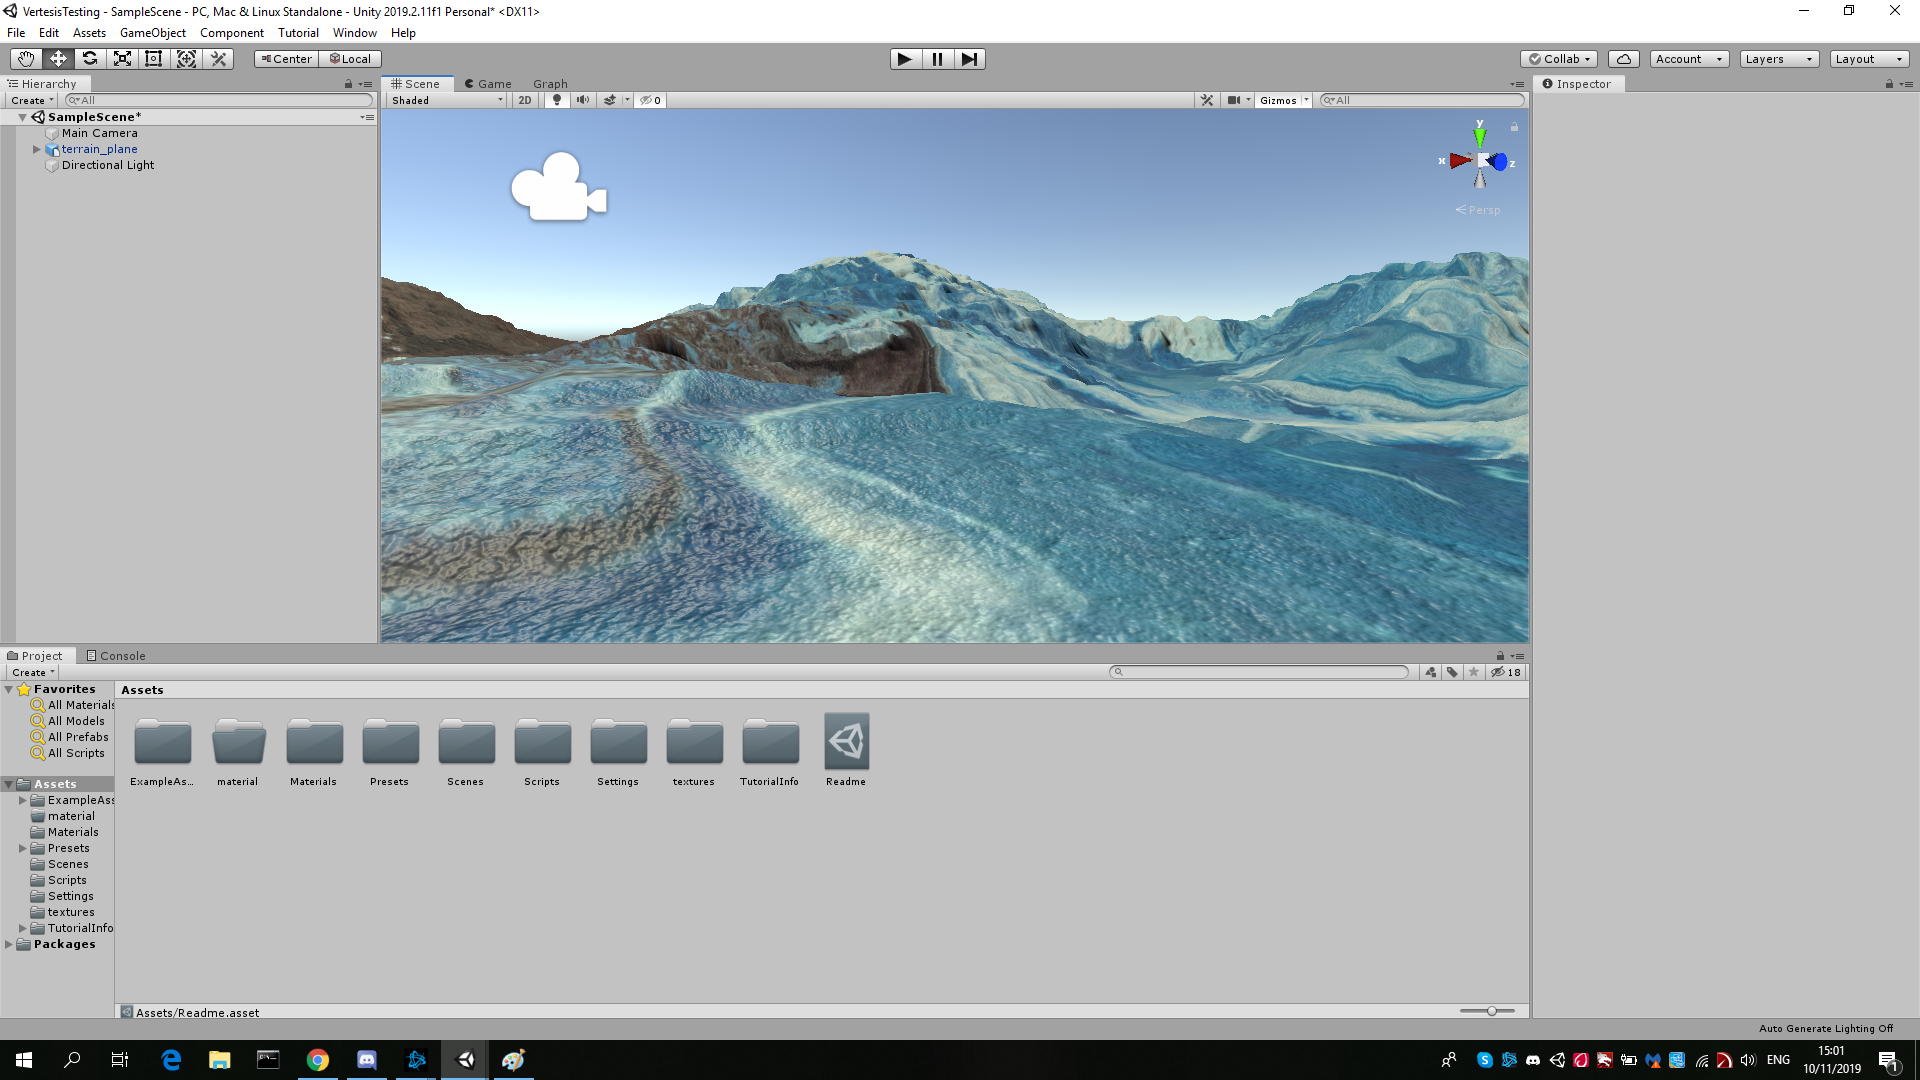 VertesisTesting - SampleScene - PC, Mac & Linux Standalone - Unity 2019.2.11f1 Personal* <DX11>
File Edit Assets GameObject Component Tutorial Window Help
Center Local Collab Account Layers Layout
Hierarchy Scene Game Graph Inspector
Create All Shaded 2D 0 Gizmos All
SampleScene*
Main Camera
terrain_plane
Directional Light
y
x z
Persp
Project Console
Create 18
Favorites
All Materials
All Models
All Prefabs
All Scripts
Assets
ExampleAss
material
Materials
Presets
Scenes
Scripts
Settings
textures
TutorialInfo
Packages
Assets
ExampleAs... material Materials Presets Scenes Scripts Settings textures TutorialInfo Readme
Assets/Readme.asset
Auto Generate Lighting Off
ENG
15:01
10/11/2019
1